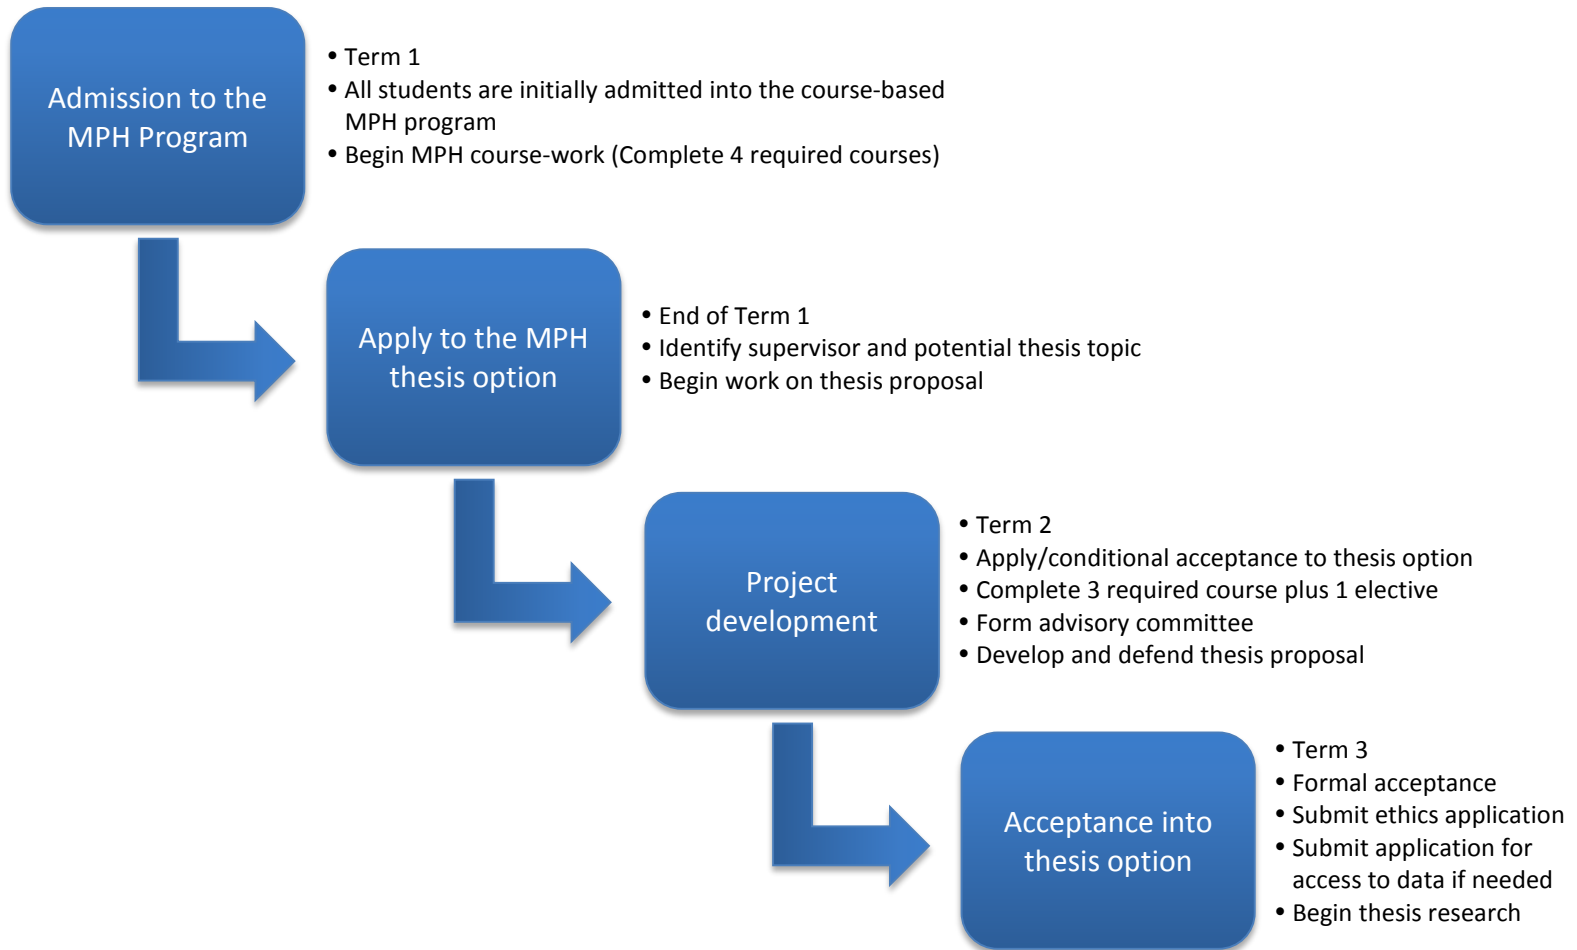 Admission to the
MPH Program
• Term 1
• All students are initially admitted into the course-based
MPH program
• Begin MPH course-work (Complete 4 required courses)
Apply to the MPH
thesis option
• End of Term 1
• Identify supervisor and potential thesis topic
• Begin work on thesis proposal
Project
development
• Term 2
• Apply/conditional acceptance to thesis option
• Complete 3 required course plus 1 elective
• Form advisory committee
• Develop and defend thesis proposal
Acceptance into
thesis option
• Term 3
• Formal acceptance
• Submit ethics application
• Submit application for
access to data if needed
• Begin thesis research